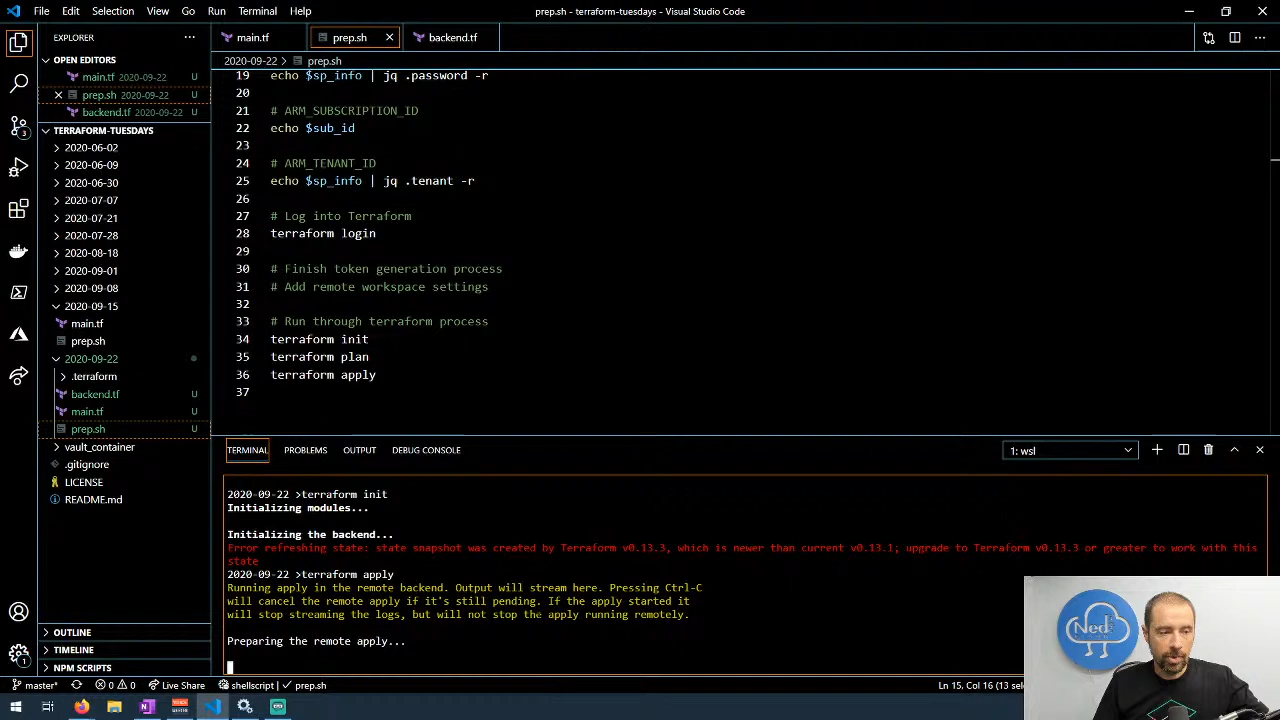 File Edit Selection View Go Run Terminal Help
prep.sh - terraform-tuesdays - Visual Studio Code
EXPLORER
OPEN EDITORS
main.tf 2020-09-22 U
prep.sh 2020-09-22 U
backend.tf 2020-09-22 U
TERRAFORM-TUESDAYS
2020-06-02
2020-06-09
2020-06-30
2020-07-07
2020-07-21
2020-07-28
2020-08-18
2020-09-01
2020-09-08
2020-09-15
main.tf
prep.sh
2020-09-22
.terraform
backend.tf U
main.tf U
prep.sh U
vault_container
.gitignore
LICENSE
README.md
OUTLINE
TIMELINE
NPM SCRIPTS
3
1
main.tf prep.sh backend.tf
2020-09-22 > prep.sh
19 echo $sp_info | jq .password -r
20
21 # ARM_SUBSCRIPTION_ID
22 echo $sub_id
23
24 # ARM_TENANT_ID
25 echo $sp_info | jq .tenant -r
26
27 # Log into Terraform
28 terraform login
29
30 # Finish token generation process
31 # Add remote workspace settings
32
33 # Run through terraform process
34 terraform init
35 terraform plan
36 terraform apply
37
TERMINAL PROBLEMS OUTPUT DEBUG CONSOLE
1: wsl
2020-09-22 >terraform init
Initializing modules...
Initializing the backend...
Error refreshing state: state snapshot was created by Terraform v0.13.3, which is newer than current v0.13.1; upgrade to Terraform v0.13.3 or greater to work with this
state
2020-09-22 >terraform apply
Running apply in the remote backend. Output will stream here. Pressing Ctrl-C
will cancel the remote apply if it's still pending. If the apply started it
will stop streaming the logs, but will not stop the apply running remotely.
Preparing the remote apply...
Ned
master* 0 0 Live Share shellscript prep.sh
Ln 15, Col 16 (13 sel